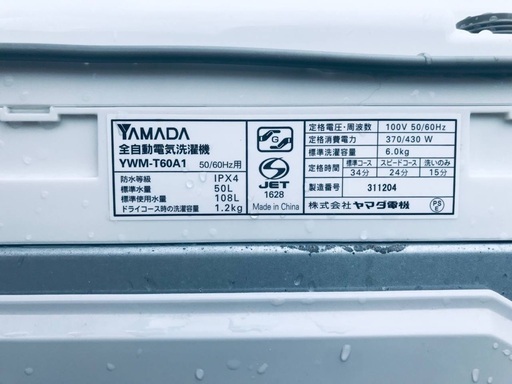 YAMADA
全自動電気洗濯機
YWM-T60A1 50/60Hz用
防水等級 IPX4
標準水量 50L
標準使用水量 108L
ドライコース時の洗濯容量 1.2kg
G
S
JET
1628
Made in China
定格電圧・周波数 100V 50/60Hz
定格消費電力 370/430 W
定格容量 6.0kg
定格時間 標準コース スピードコース 洗いのみ
34分 24分 15分
製造番号 311204
株式会社 ヤマダ電機
PS
E